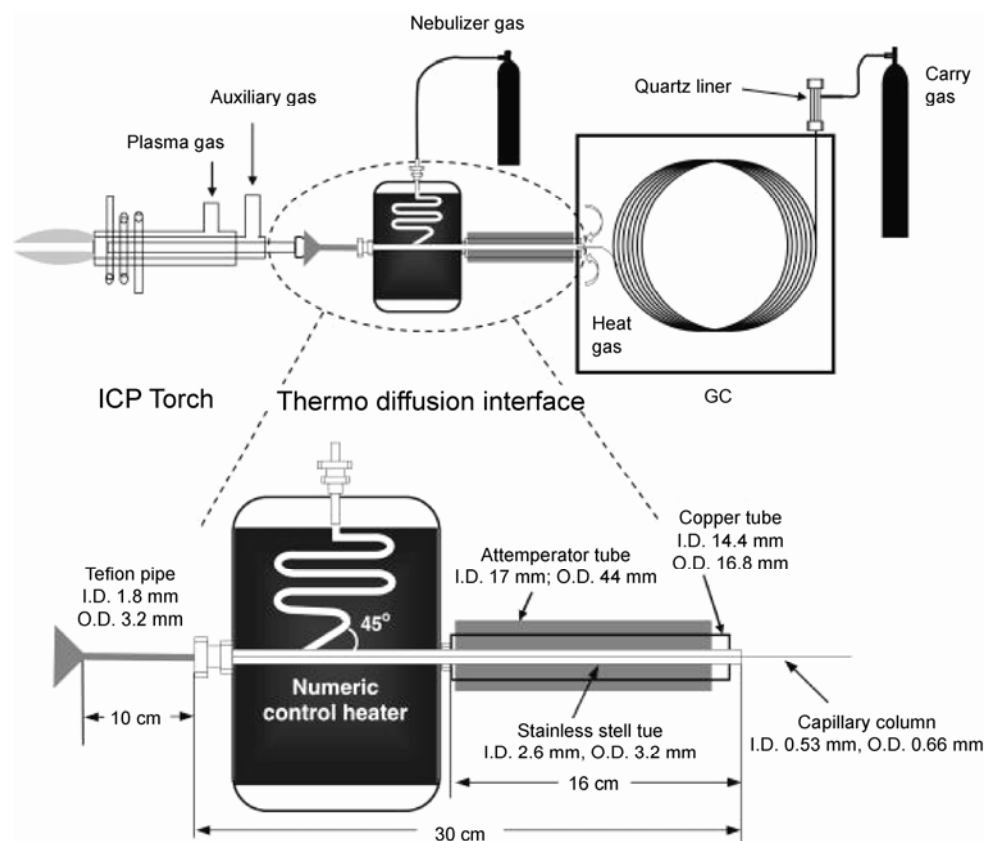 Nebulizer gas
Auxiliary gas
Plasma gas
Quartz liner
Carry
gas
Heat
gas
GC
ICP Torch
Thermo diffusion interface
Copper tube
I.D. 14.4 mm
O.D. 16.8 mm
Attemperator tube
I.D. 17 mm; O.D. 44 mm
Tefion pipe
I.D. 1.8 mm
O.D. 3.2 mm
45°
Numeric
control heater
10 cm
Stainless stell tue
I.D. 2.6 mm, O.D. 3.2 mm
Capillary column
I.D. 0.53 mm, O.D. 0.66 mm
16 cm
30 cm